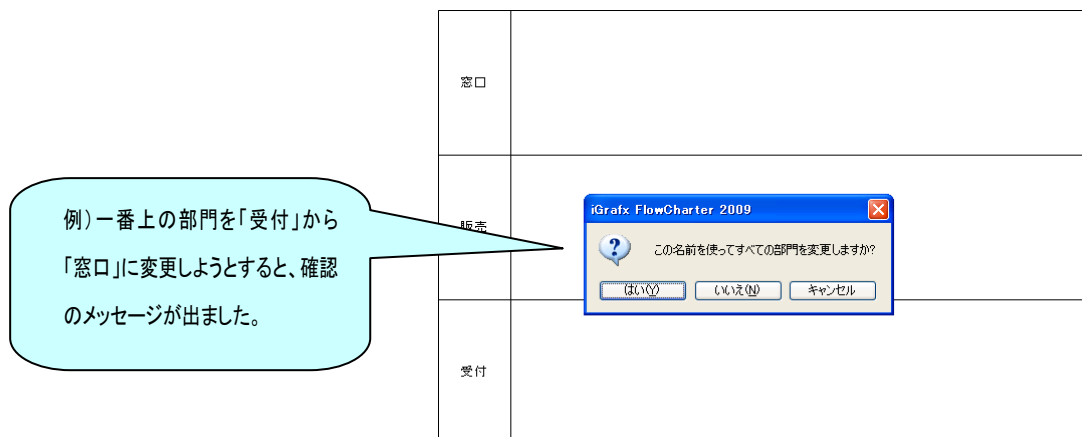 窓口
例)一番上の部門を「受付」から
「窓口」に変更しようとすると、確認
のメッセージが出ました。
販売
iGrafx FlowCharter 2009
この名前を使ってすべての部門を変更しますか?
はい(Y) いいえ(N) キャンセル
受付